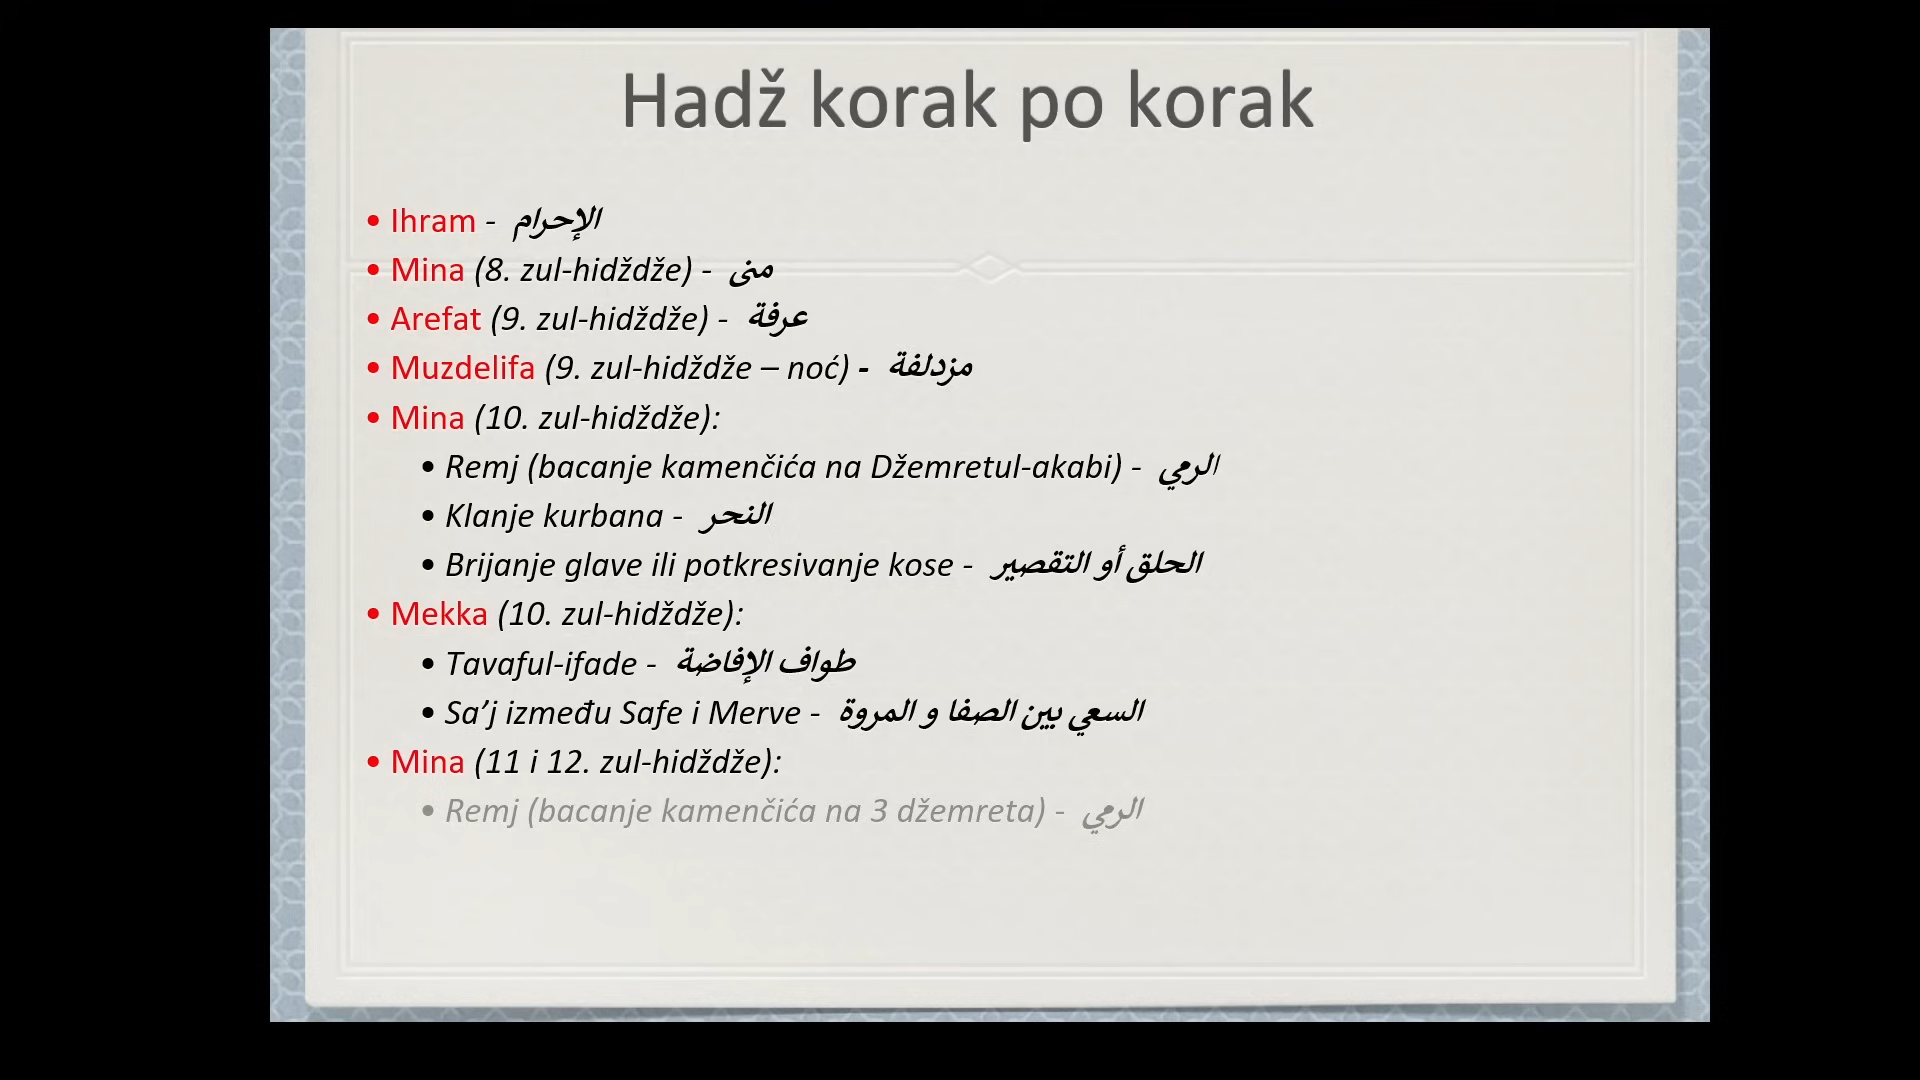 Hadž korak po korak
• Ihram - الإحرام
• Mina (8. zul-hidždže) - منى
• Arefat (9. zul-hidždže) - عرفة
• Muzdelifa (9. zul-hidždže – noć) - مزدلفة
• Mina (10. zul-hidždže):
• Remj (bacanje kamenčića na Džemretul-akabi) - الرمي
• Klanje kurbana - النحر
• Brijanje glave ili potkresivanje kose - الحلق أو التقصير
• Mekka (10. zul-hidždže):
• Tavaful-ifade - طواف الإفاضة
• Sa’j između Safe i Merve - السعي بين الصفا و المروة
• Mina (11 i 12. zul-hidždže):
• Remj (bacanje kamenčića na 3 džemreta) - الرمي